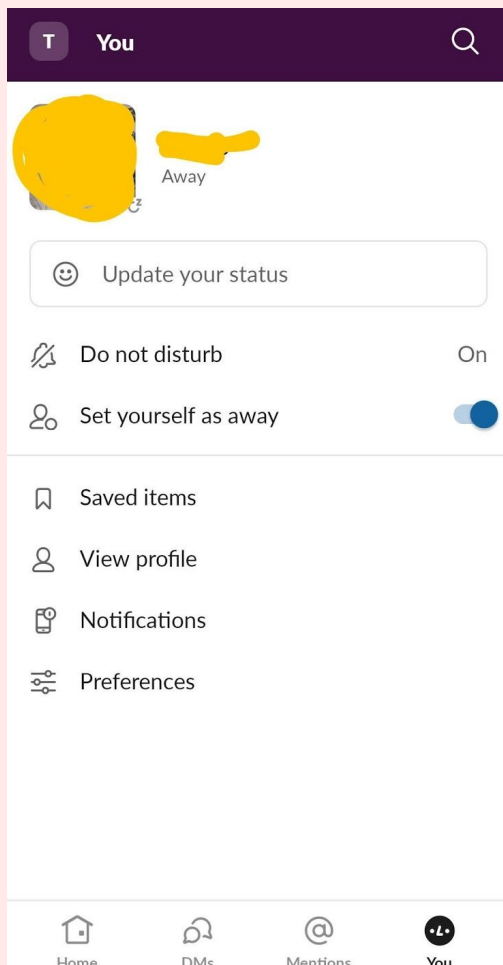 T You
Away
z
Update your status
Do not disturb On
Set yourself as away
Saved items
View profile
Notifications
Preferences
Home DMs Mentions You